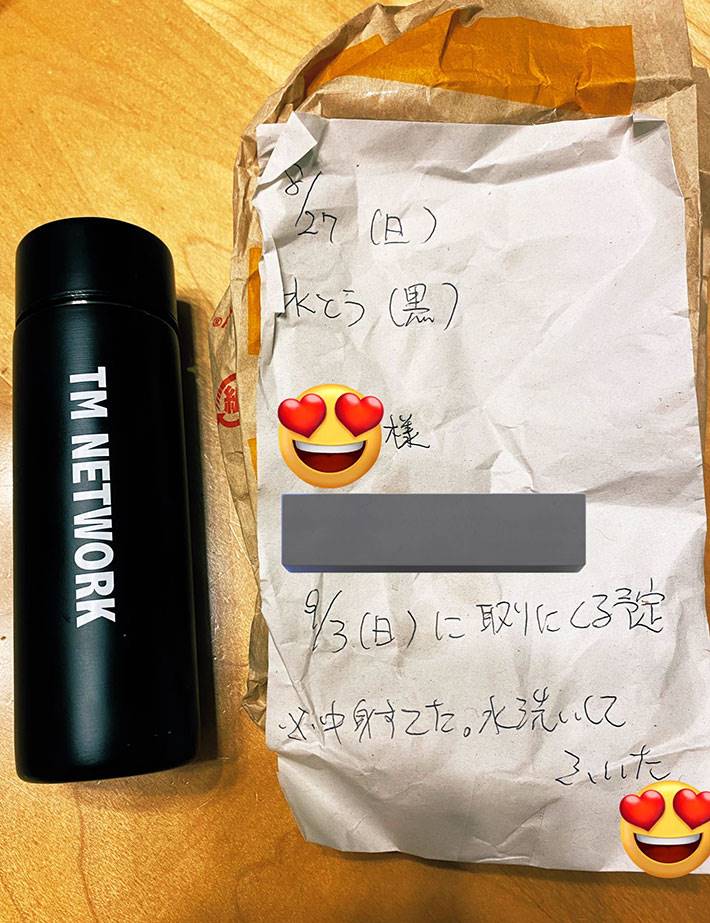 TM NETWORK
8/27 (日)
水とう (黒)
様
9/3 (日) に 取りにくる予定
※中身すてた。水洗いして
ふいた